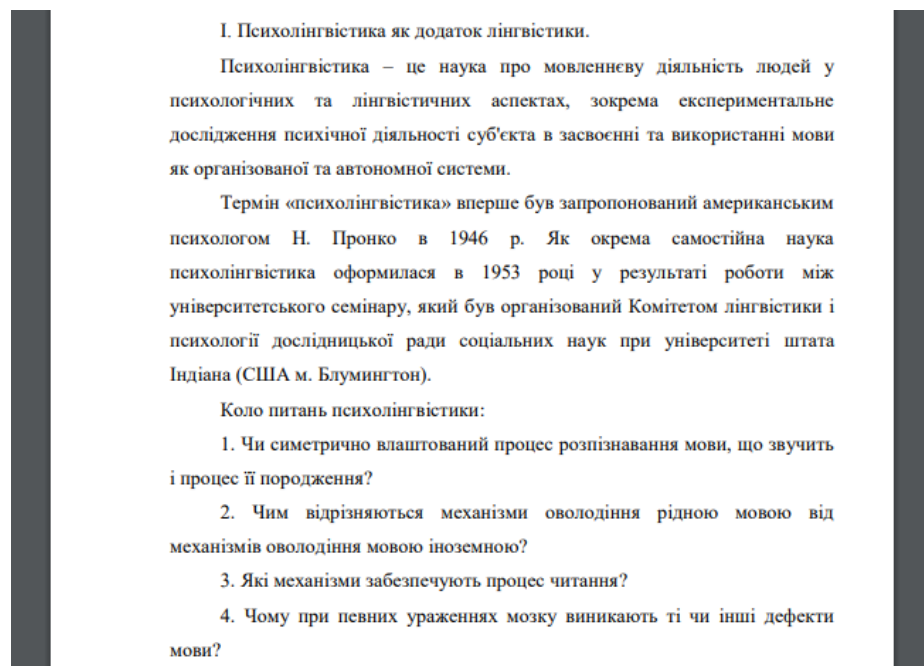 І. Психолінгвістика як додаток лінгвістики.
Психолінгвістика – це наука про мовленнєву діяльність людей у
психологічних та лінгвістичних аспектах, зокрема експериментальне
дослідження психічної діяльності суб'єкта в засвоєнні та використанні мови
як організованої та автономної системи.
Термін «психолінгвістика» вперше був запропонований американським
психологом Н. Пронко в 1946 р. Як окрема самостійна наука
психолінгвістика оформилася в 1953 році у результаті роботи між
університетського семінару, який був організований Комітетом лінгвістики і
психології дослідницької ради соціальних наук при університеті штата
Індіана (США м. Блумингтон).
Коло питань психолінгвістики:
1. Чи симетрично влаштований процес розпізнавання мови, що звучить
і процес її породження?
2. Чим відрізняються механізми оволодіння рідною мовою від
механізмів оволодіння мовою іноземною?
3. Які механізми забезпечують процес читання?
4. Чому при певних ураженнях мозку виникають ті чи інші дефекти
мови?